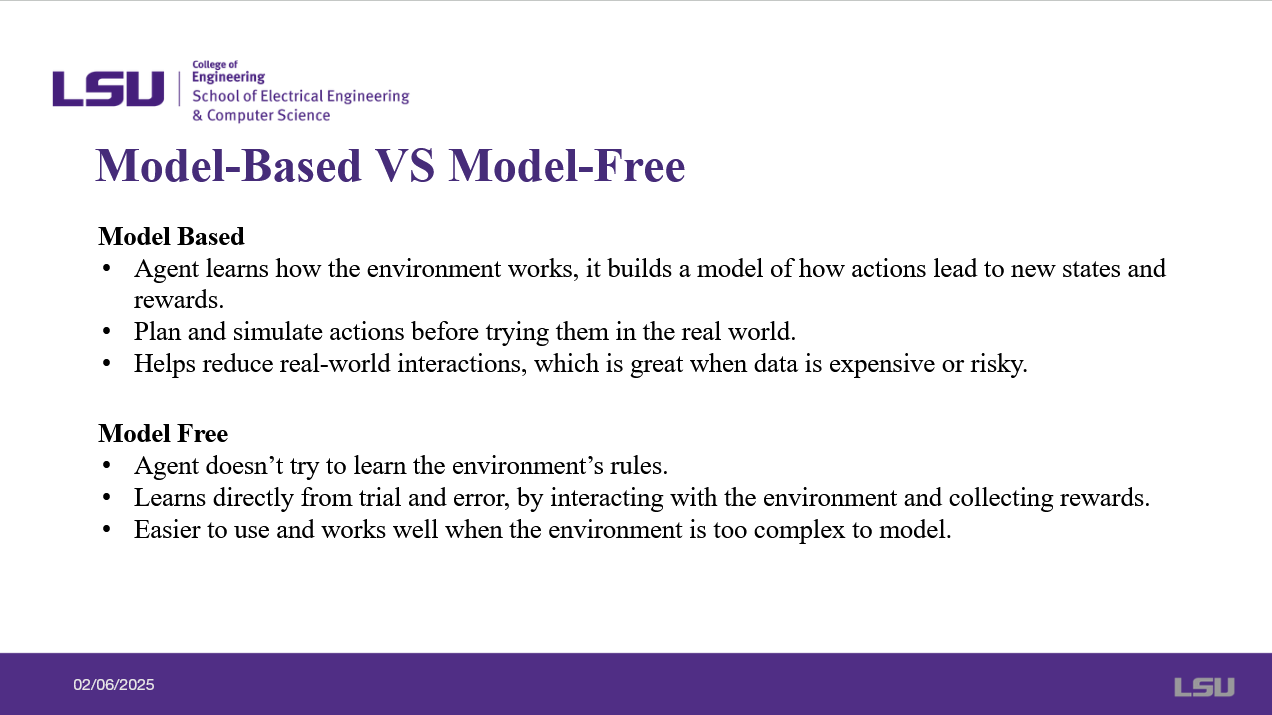 LSU
College of
Engineering
School of Electrical Engineering
& Computer Science
Model-Based VS Model-Free
Model Based
• Agent learns how the environment works, it builds a model of how actions lead to new states and
rewards.
• Plan and simulate actions before trying them in the real world.
• Helps reduce real-world interactions, which is great when data is expensive or risky.
Model Free
• Agent doesn’t try to learn the environment’s rules.
• Learns directly from trial and error, by interacting with the environment and collecting rewards.
• Easier to use and works well when the environment is too complex to model.
02/06/2025
LSU